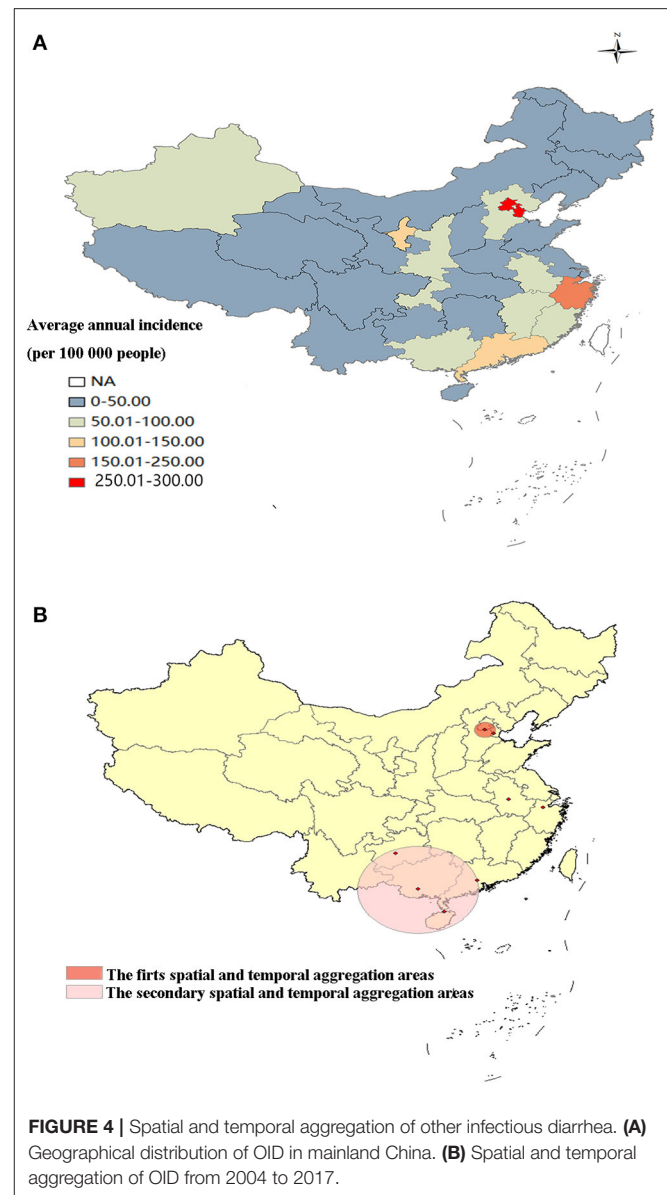 A
N
Average annual incidence
(per 100 000 people)
NA
0-50.00
50.01-100.00
100.01-150.00
150.01-250.00
250.01-300.00
B
The firts spatial and temporal aggregation areas
The secondary spatial and temporal aggregation areas
FIGURE 4 | Spatial and temporal aggregation of other infectious diarrhea. (A)
Geographical distribution of OID in mainland China. (B) Spatial and temporal
aggregation of OID from 2004 to 2017.